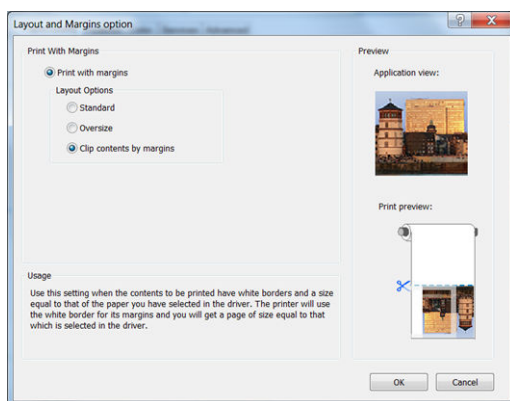 Layout and Margins option
Print With Margins
Print with margins
Layout Options
Standard
Oversize
Clip contents by margins
Usage
Use this setting when the contents to be printed have white borders and a size
equal to that of the paper you have selected in the driver. The printer will use
the white border for its margins and you will get a page of size equal to that
which is selected in the driver.
Preview
Application view:
Print preview:
OK
Cancel